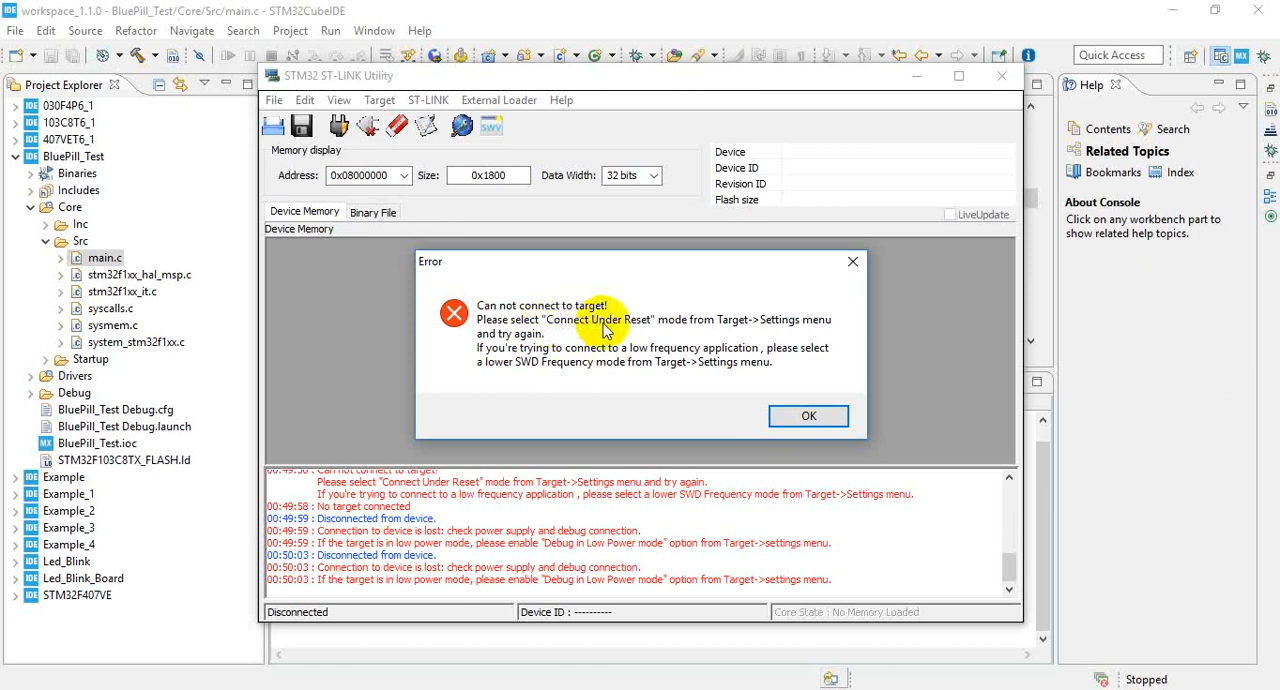 workspace_1.1.0 - BluePill_Test/Core/Src/main.c - STM32CubeIDE
File Edit Source Refactor Navigate Search Project Run Window Help
Quick Access
Project Explorer
030F4P6_1
103C8T6_1
407VET6_1
BluePill_Test
Binaries
Includes
Core
Inc
Src
main.c
stm32f1xx_hal_msp.c
stm32f1xx_it.c
syscalls.c
sysmem.c
system_stm32f1xx.c
Startup
Drivers
Debug
BluePill_Test Debug.cfg
BluePill_Test Debug.launch
BluePill_Test.ioc
STM32F103C8TX_FLASH.ld
Example
Example_1
Example_2
Example_3
Example_4
Led_Blink
Led_Blink_Board
STM32F407VE
STM32 ST-LINK Utility
File Edit View Target ST-LINK External Loader Help
SWV
Memory display
Address: 0x08000000 Size: 0x1800 Data Width: 32 bits
Device
Device ID
Revision ID
Flash size
LiveUpdate
Device Memory Binary File
Device Memory
Error
Can not connect to target!
Please select "Connect Under Reset" mode from Target->Settings menu
and try again.
If you're trying to connect to a low frequency application , please select
a lower SWD Frequency mode from Target->Settings menu.
OK
00:49:58 : Can not connect to target!
Please select "Connect Under Reset" mode from Target->Settings menu and try again.
If you're trying to connect to a low frequency application , please select a lower SWD Frequency mode from Target->Settings menu.
00:49:58 : No target connected
00:49:59 : Disconnected from device.
00:49:59 : Connection to device is lost: check power supply and debug connection.
00:49:59 : If the target is in low power mode, please enable "Debug in Low Power mode" option from Target->settings menu.
00:50:03 : Disconnected from device.
00:50:03 : Connection to device is lost: check power supply and debug connection.
00:50:03 : If the target is in low power mode, please enable "Debug in Low Power mode" option from Target->settings menu.
Disconnected
Device ID : ----------
Core State : No Memory Loaded
Help
Contents Search
Related Topics
Bookmarks Index
About Console
Click on any workbench part to
show related help topics.
Stopped